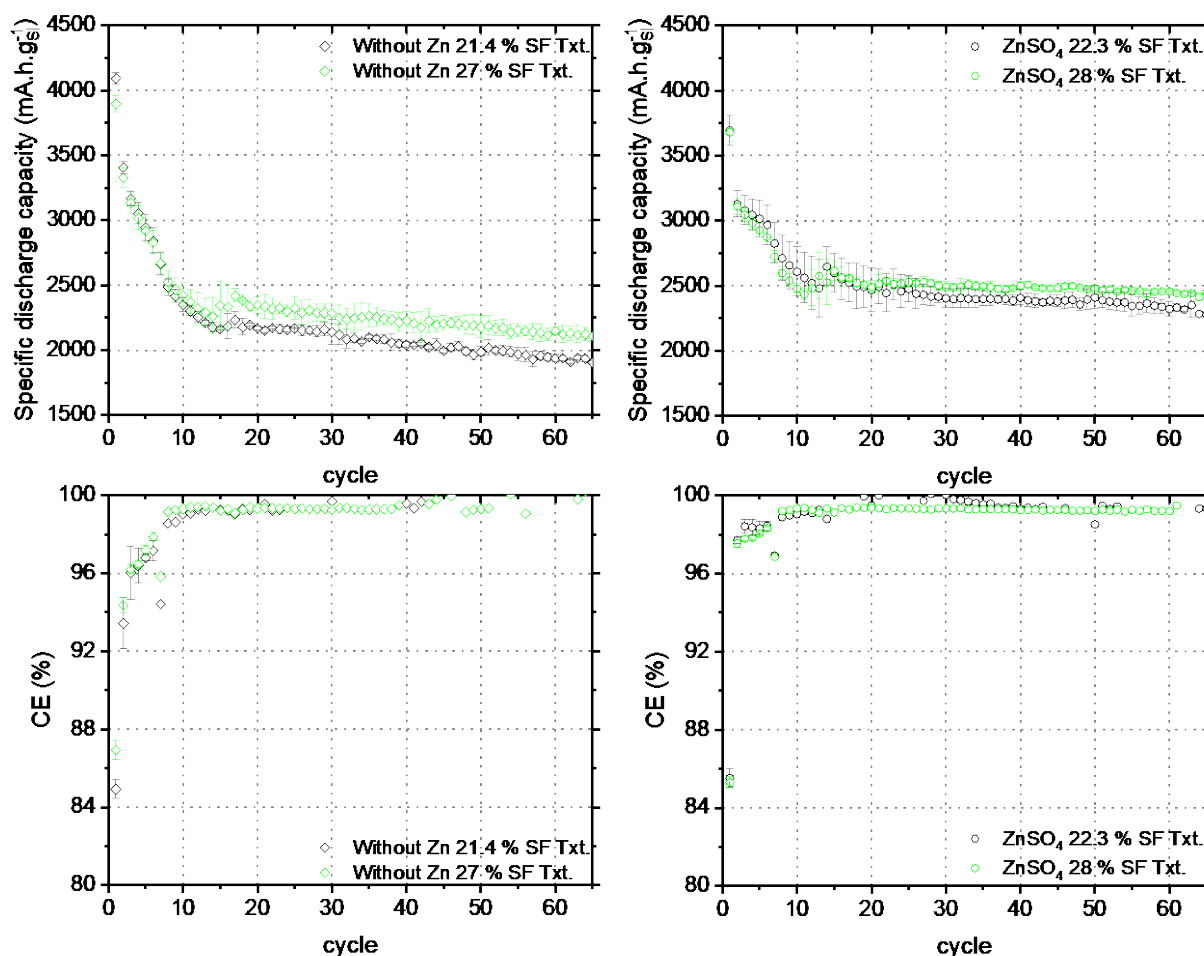 Specific discharge capacity (mA.h.g⁻¹Si)
4500
4000
3500
3000
2500
2000
1500
Without Zn 21.4 % SF Txt.
Without Zn 27 % SF Txt.
0 10 20 30 40 50 60
cycle
Specific discharge capacity (mA.h.g⁻¹Si)
4500
4000
3500
3000
2500
2000
1500
ZnSO₄ 22.3 % SF Txt.
ZnSO₄ 28 % SF Txt.
0 10 20 30 40 50 60
cycle
CE (%)
100
96
92
88
84
80
Without Zn 21.4 % SF Txt.
Without Zn 27 % SF Txt.
0 10 20 30 40 50 60
cycle
CE (%)
100
96
92
88
84
80
ZnSO₄ 22.3 % SF Txt.
ZnSO₄ 28 % SF Txt.
0 10 20 30 40 50 60
cycle